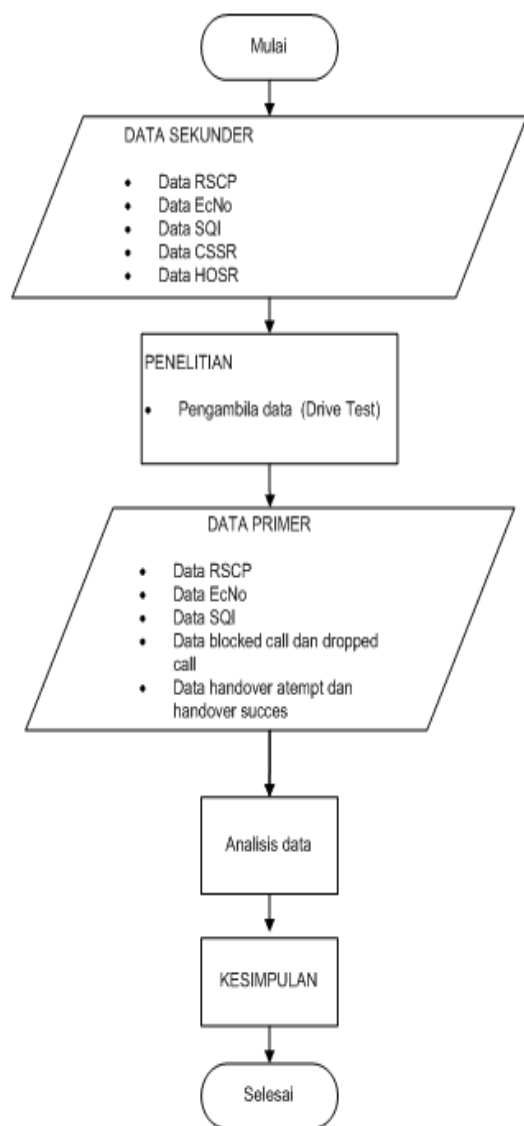 Mulai
DATA SEKUNDER
• Data RSCP
• Data EcNo
• Data SQI
• Data CSSR
• Data HOSR
PENELITIAN
• Pengambila data (Drive Test)
DATA PRIMER
• Data RSCP
• Data EcNo
• Data SQI
• Data blocked call dan dropped
call
• Data handover atempt dan
handover succes
Analisis data
KESIMPULAN
Selesai